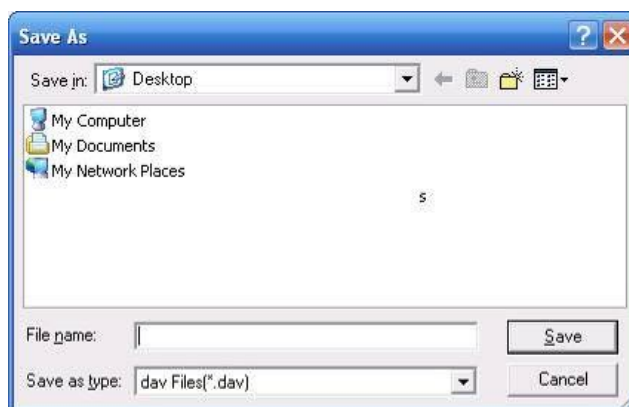 Save As
Save in: Desktop
My Computer
My Documents
My Network Places
s
File name: Save
Save as type: dav Files(*.dav) Cancel